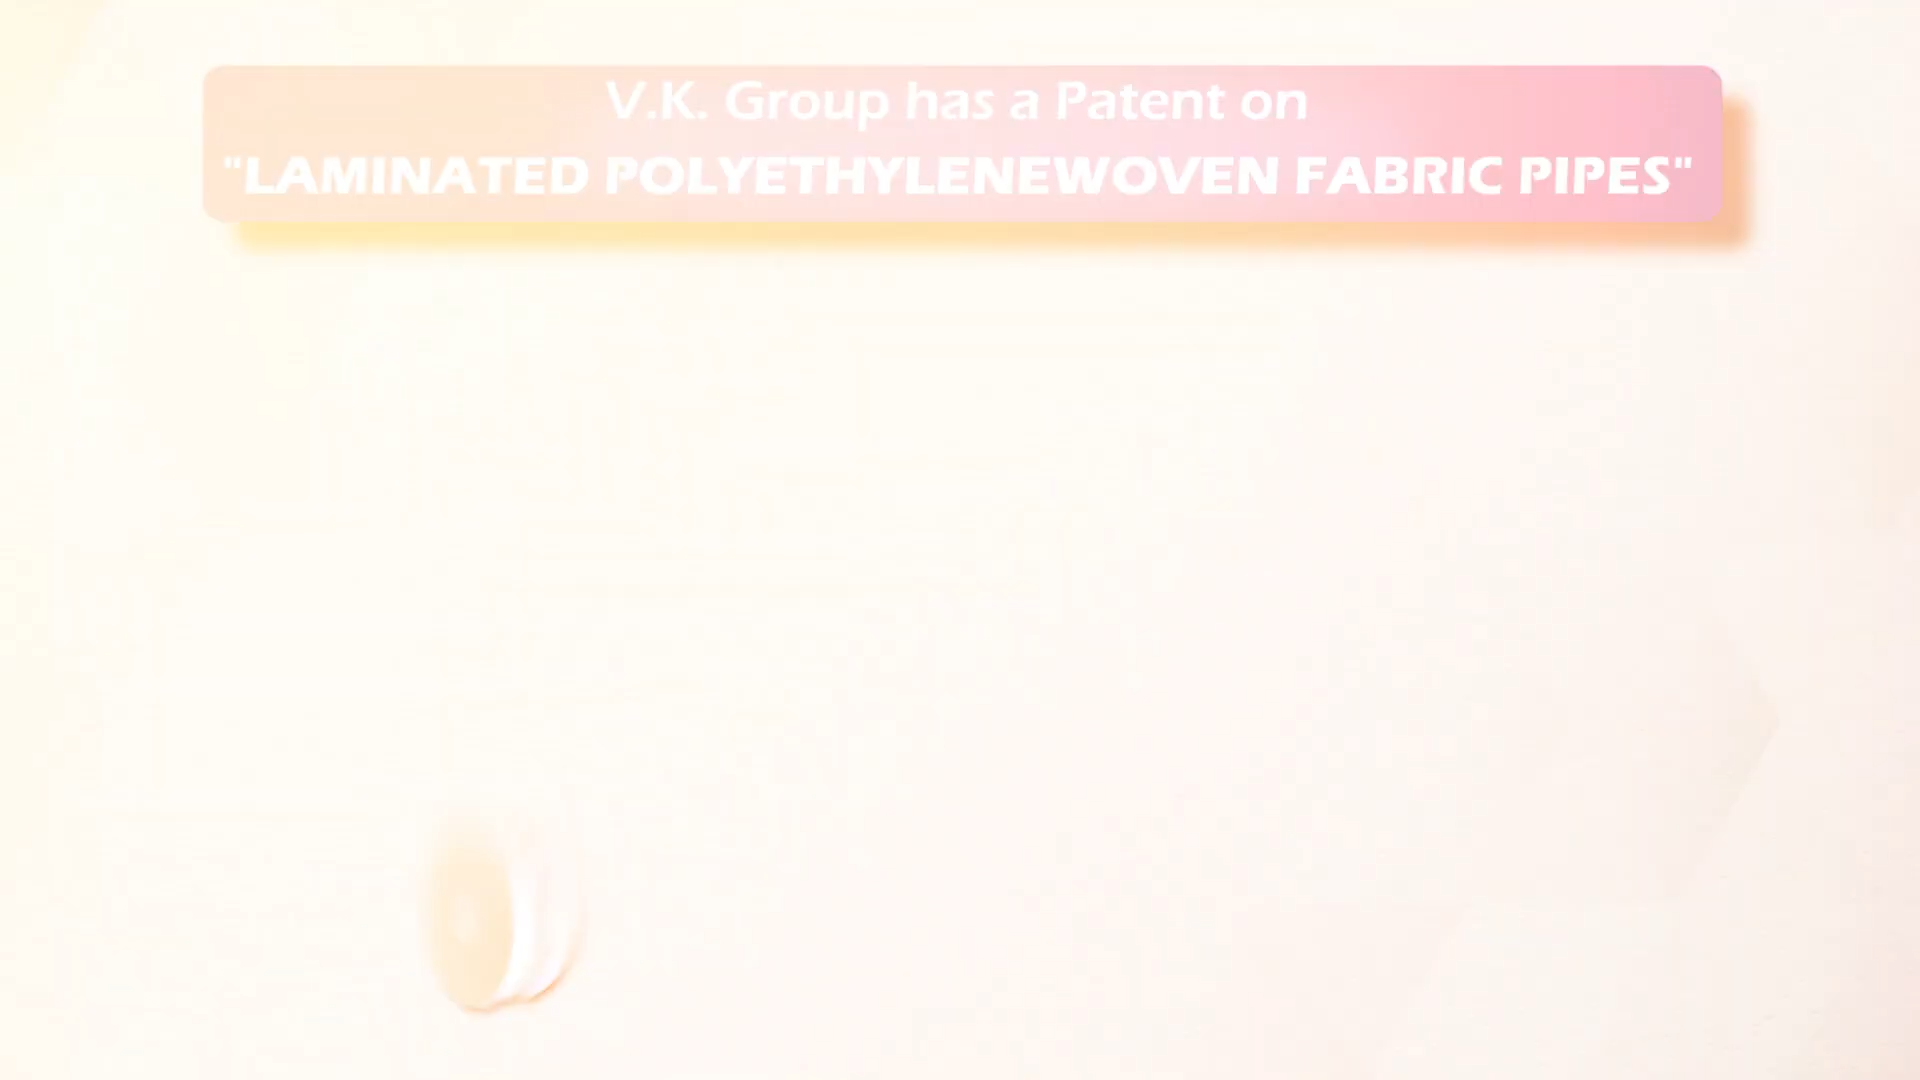 V.K. Group has a Patent on
"LAMINATED POLYETHYLENEWOVEN FABRIC PIPES"